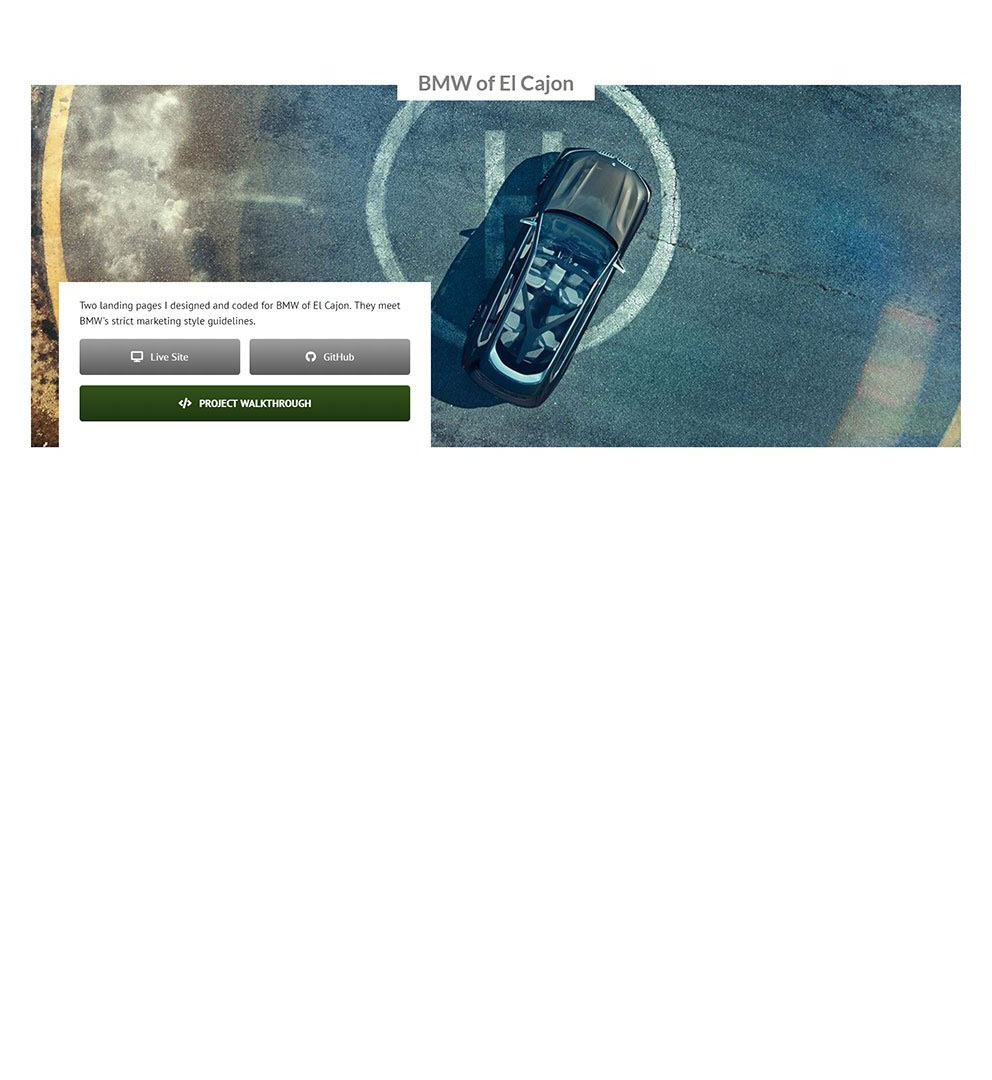 BMW of El Cajon
Two landing pages I designed and coded for BMW of El Cajon. They meet
BMW's strict marketing style guidelines.
Live Site
GitHub
PROJECT WALKTHROUGH